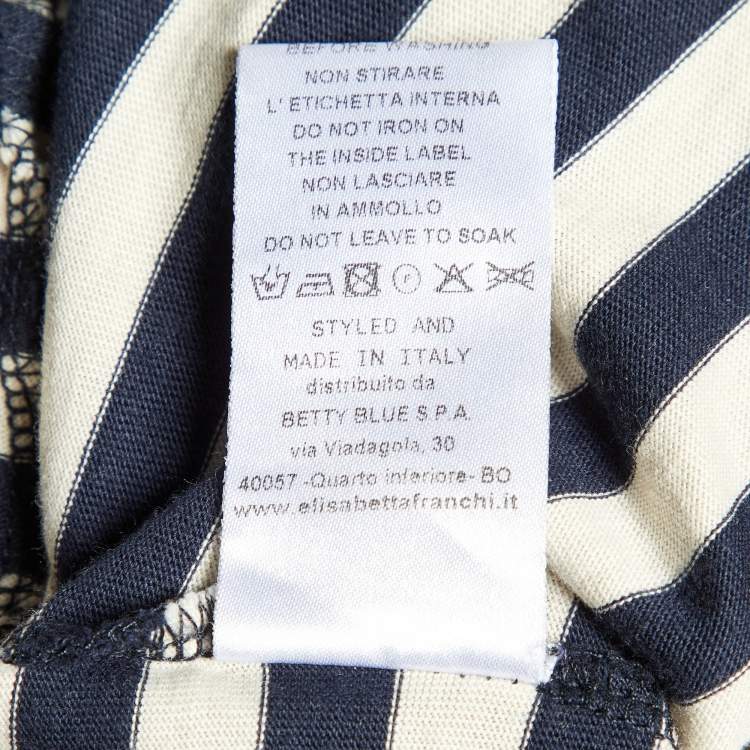 BEFORE WASHING
NON STIRARE
L' ETICHETTA INTERNA
DO NOT IRON ON
THE INSIDE LABEL
NON LASCIARE
IN AMMOLLO
DO NOT LEAVE TO SOAK
STYLED AND
MADE IN ITALY
distribuito da
BETTY BLUE S.P.A.
via Viadagola, 30
40057 -Quarto inferiore- BO
www.elisabettafranchi.it